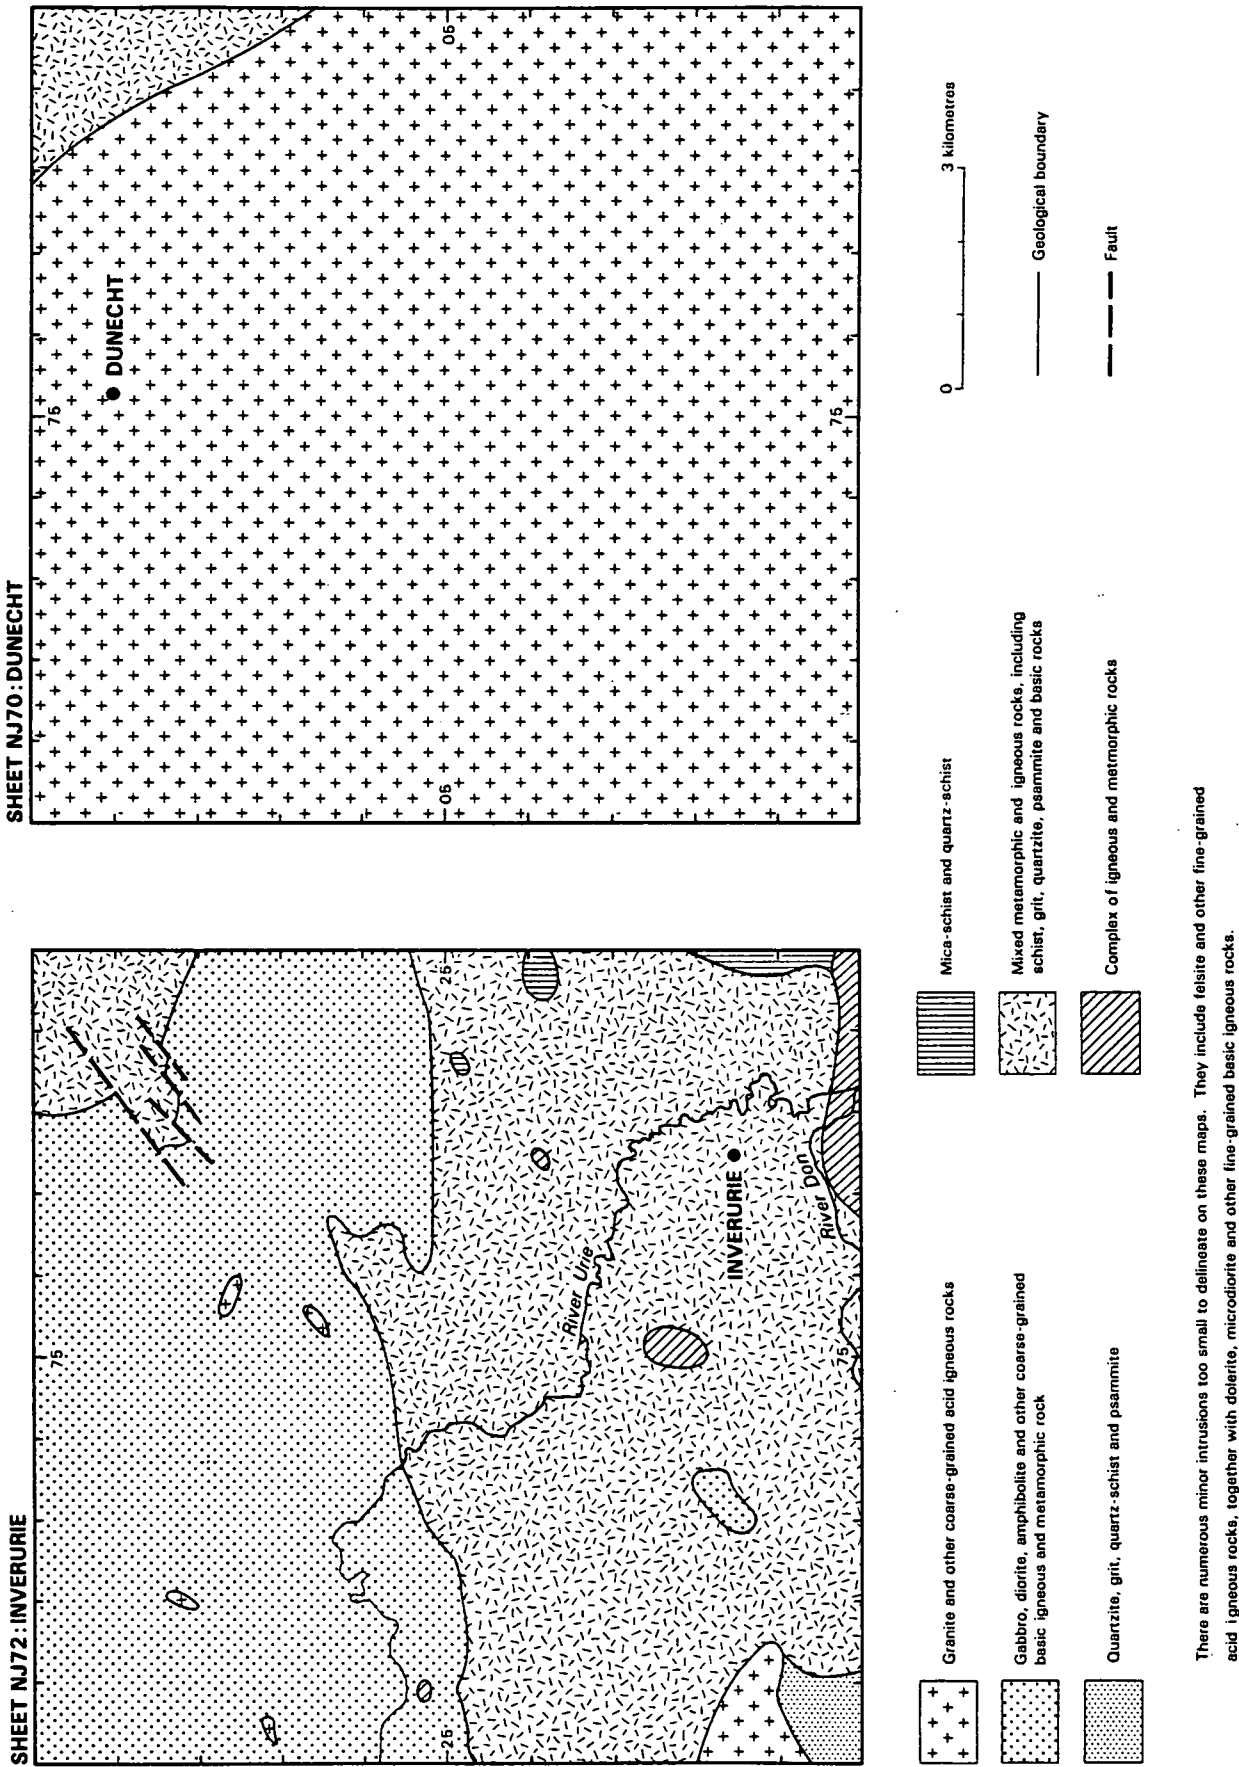 SHEET NJ72:INVERURIE
75
25
25
River Urie
INVERURIE
River Don
75
SHEET NJ70:DUNECHT
75
DUNECHT
05
05
75
Granite and other coarse-grained acid igneous rocks
Gabbro, diorite, amphibolite and other coarse-grained
basic igneous and metamorphic rock
Quartzite, grit, quartz-schist and psammite
Mica-schist and quartz-schist
Mixed metamorphic and igneous rocks, including
schist, grit, quartzite, psammite and basic rocks
Complex of igneous and metmorphic rocks
0 3 kilometres
Geological boundary
Fault
There are numerous minor intrusions too small to delineate on these maps. They include felsite and other fine-grained
acid igneous rocks, together with dolerite, microdiorite and other fine-grained basic igneous rocks.